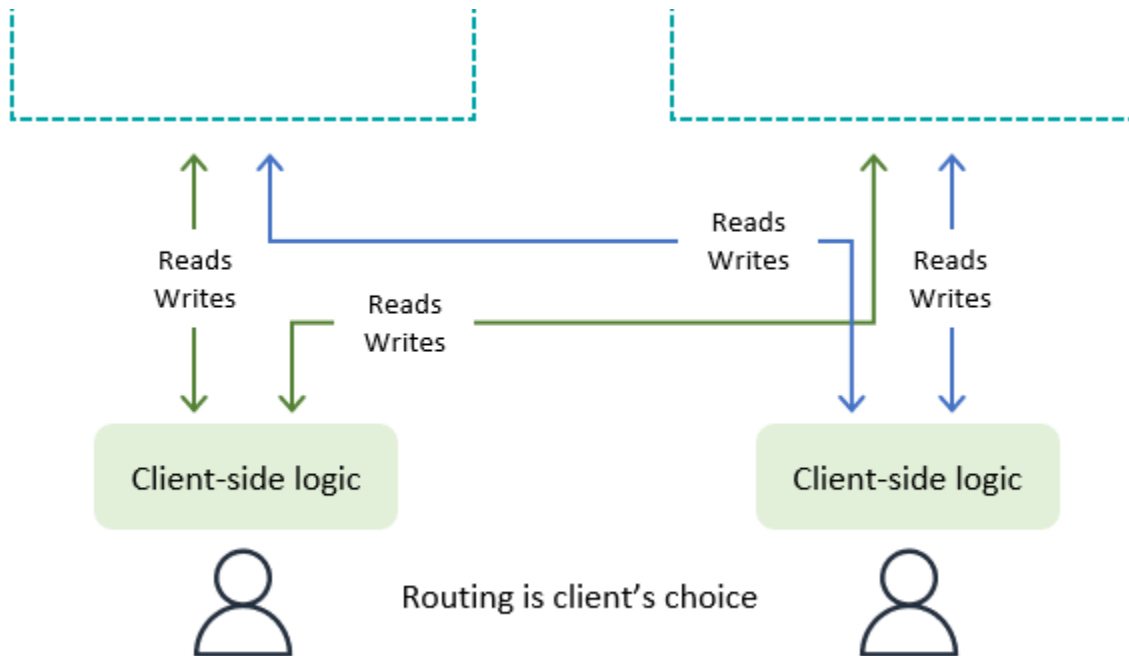 Reads
Writes
Reads
Writes
Reads
Writes
Reads
Writes
Client-side logic
Client-side logic
Routing is client’s choice